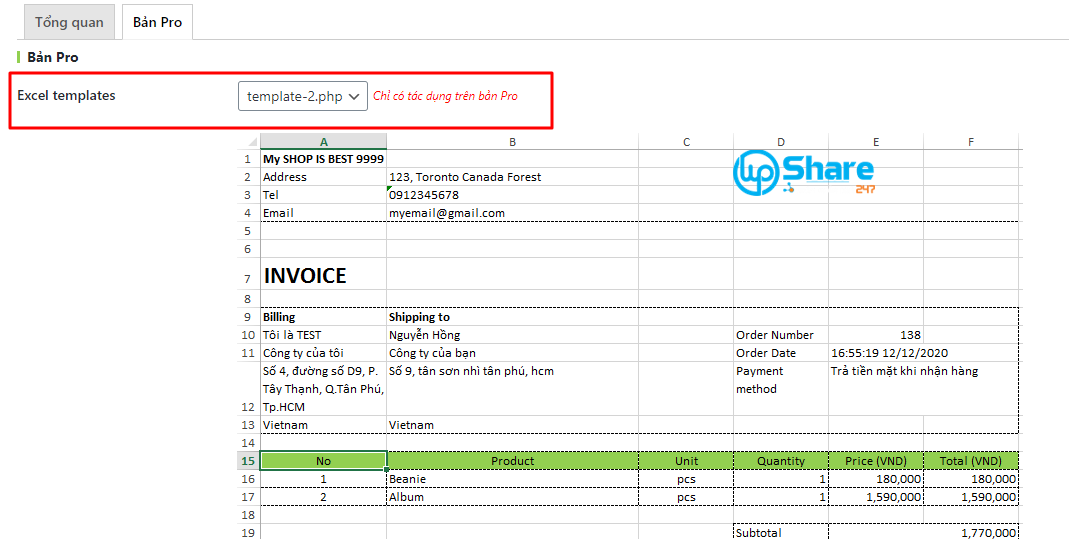 Tổng quan Bản Pro
Bản Pro
Excel templates template-2.php Chỉ có tác dụng trên bản Pro
A B C D E F
1 My SHOP IS BEST 9999
2 Address 123, Toronto Canada Forest
3 Tel 0912345678
4 Email myemail@gmail.com
up Share 247
5
6
7 INVOICE
8
9 Billing Shipping to
10 Tôi là TEST Nguyễn Hồng Order Number 138
11 Công ty của tôi Công ty của bạn Order Date 16:55:19 12/12/2020
Số 4, đường số D9, P. Số 9, tân sơn nhì tân phú, hcm Payment Trả tiền mặt khi nhận hàng
Tây Thạnh, Q.Tân Phú, method
12 Tp.HCM
13 Vietnam Vietnam
14
15 No Product Unit Quantity Price (VND) Total (VND)
16 1 Beanie pcs 1 180,000 180,000
17 2 Album pcs 1 1,590,000 1,590,000
18
19 Subtotal 1,770,000